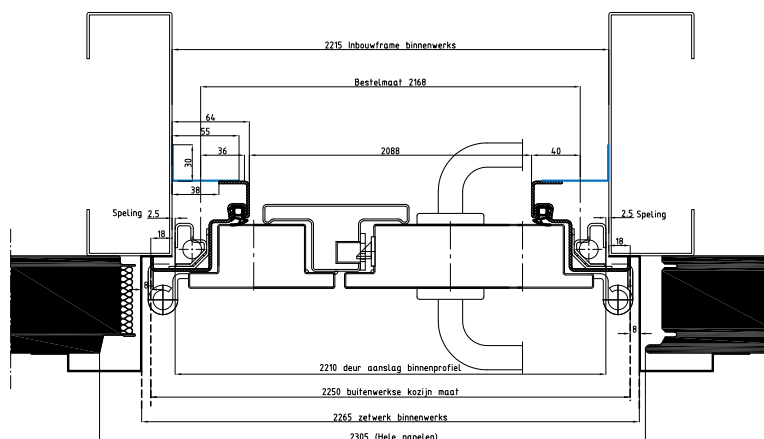 2215 Inbouwframe binnenwerks
Bestelmaat 2168
64
55
36
2088
40
30
38
Speling 2.5
2.5 Speling
18
18
8
8
2210 deur aanslag binnenprofiel
2250 buitenwerkse kozijn maat
2265 zetwerk binnenwerks
2305 (Hele panelen)